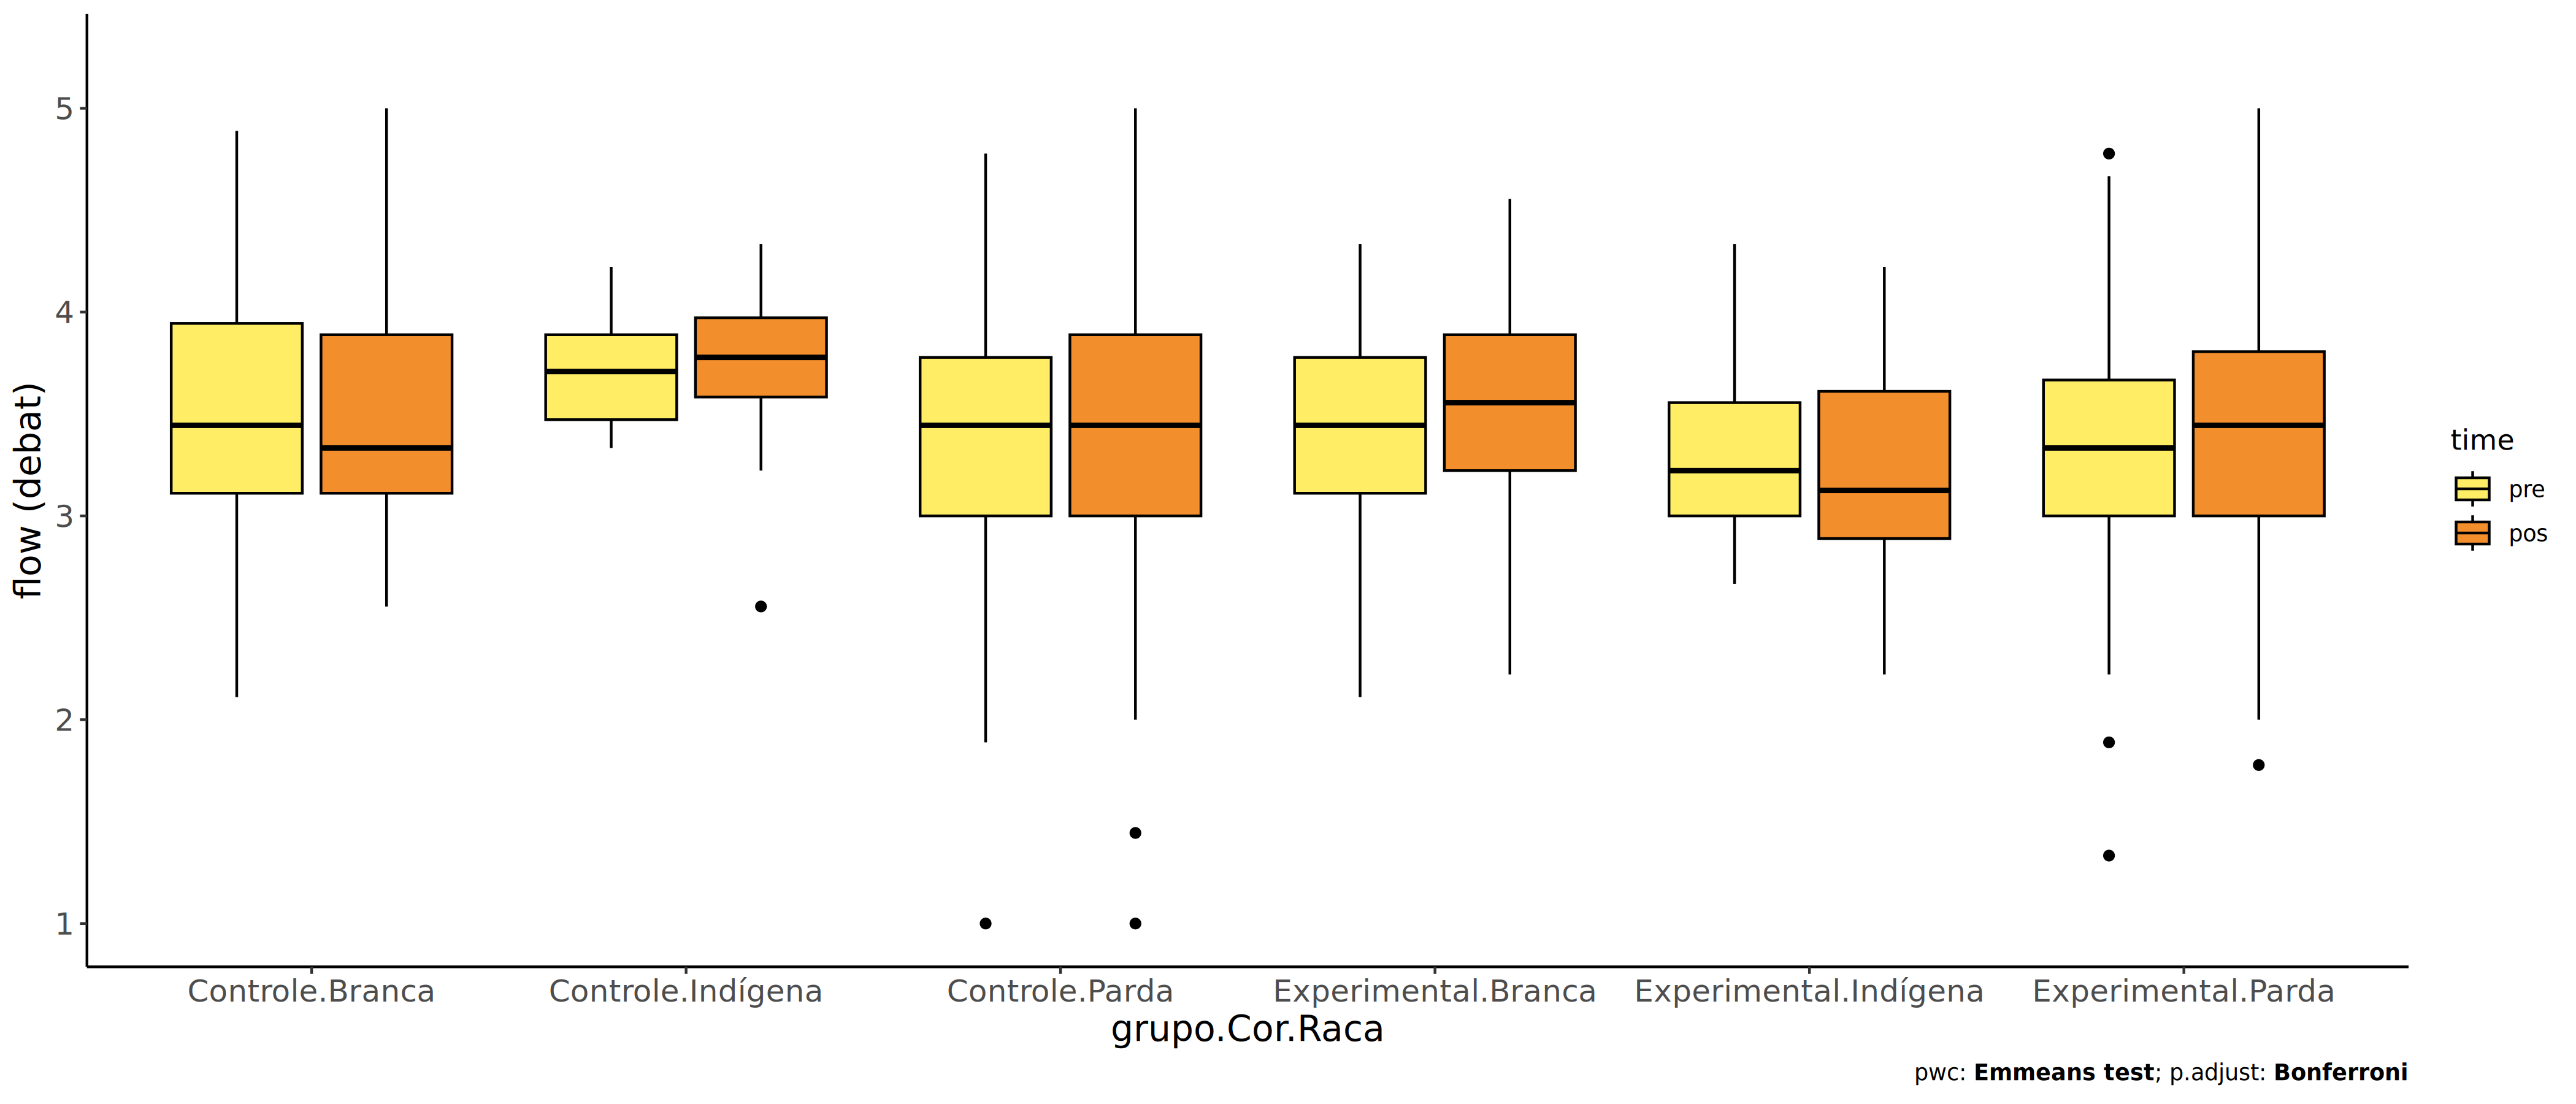 flow (debat)
5
4
3
2
1
Controle.Branca
Controle.Indígena
Controle.Parda
Experimental.Branca
Experimental.Indígena
Experimental.Parda
grupo.Cor.Raca
time
pre
pos
pwc: Emmeans test; p.adjust: Bonferroni